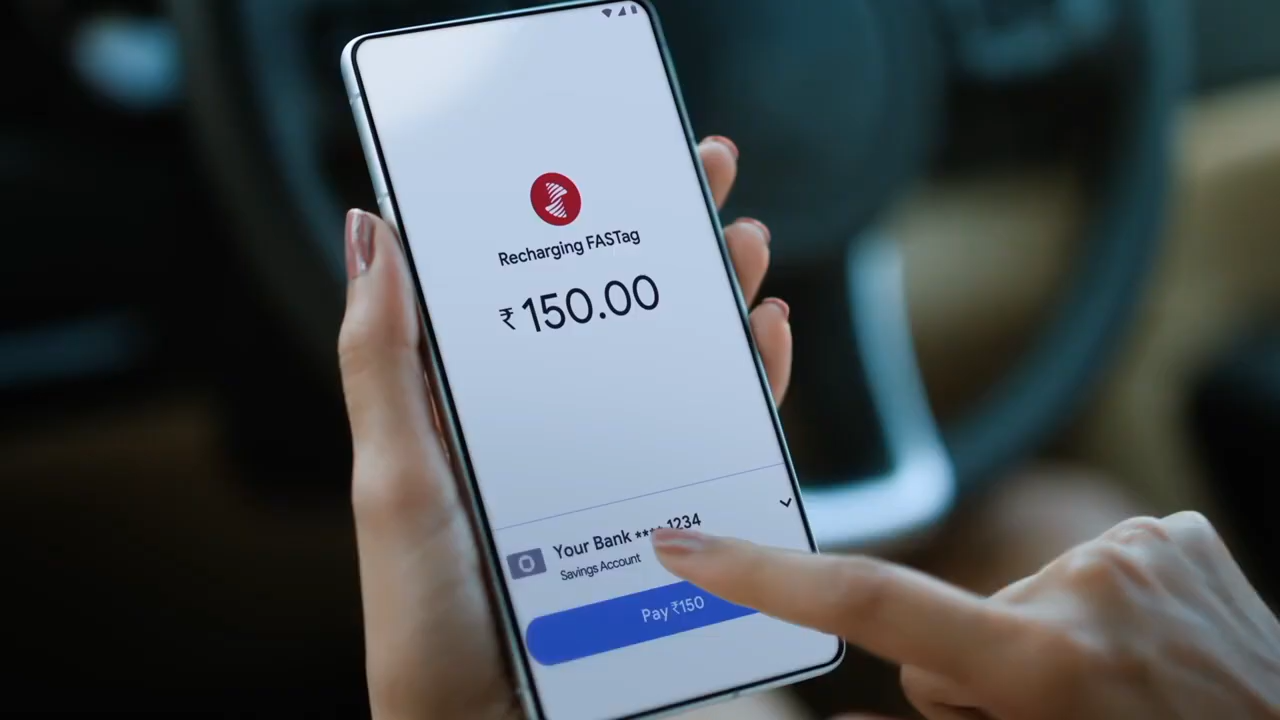 Recharging FASTag
₹150.00
Your Bank ****1234
Savings Account
Pay ₹150